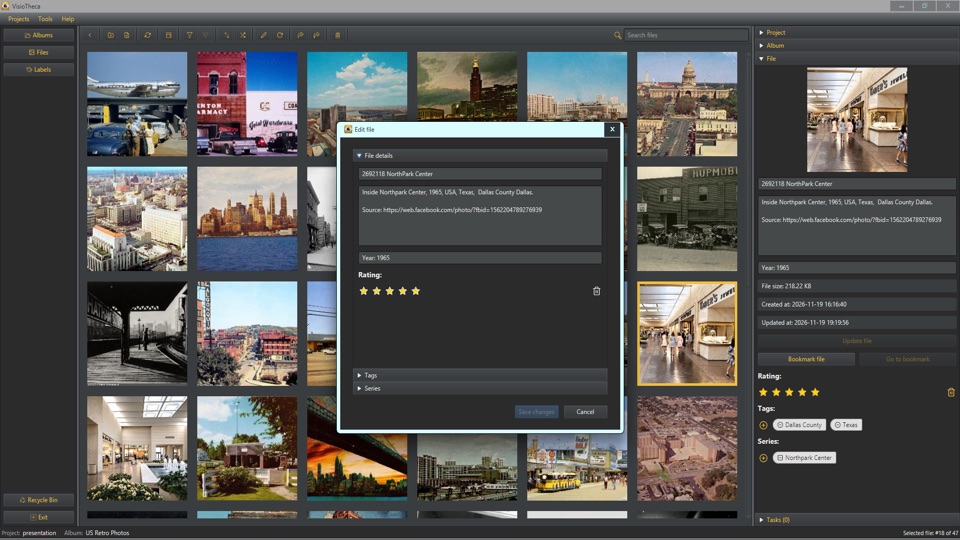 VisioTheca
Projects Tools Help
Albums
Files
Labels
Search files
Edit file
File details
2692118 NorthPark Center
Inside Northpark Center, 1965, USA, Texas, Dallas County Dallas.
Source: https://web.facebook.com/photo/?fbid=1562204789276939
Year: 1965
Rating:
Tags
Series
Save changes
Cancel
HUPMOBI
Project
Album
File
2692118 NorthPark Center
Inside Northpark Center, 1965, USA, Texas, Dallas County Dallas.
Source: https://web.facebook.com/photo/?fbid=1562204789276939
Year: 1965
File size: 218.22 KB
Created at: 2026-11-19 16:16:40
Updated at: 2026-11-19 19:19:56
Update file
Bookmark file
Go to bookmark
Rating:
Tags:
Dallas County
Texas
Series:
Northpark Center
Tasks (0)
Recycle Bin
Exit
Project: presentation Album: US Retro Photos
Selected file: #18 of 47